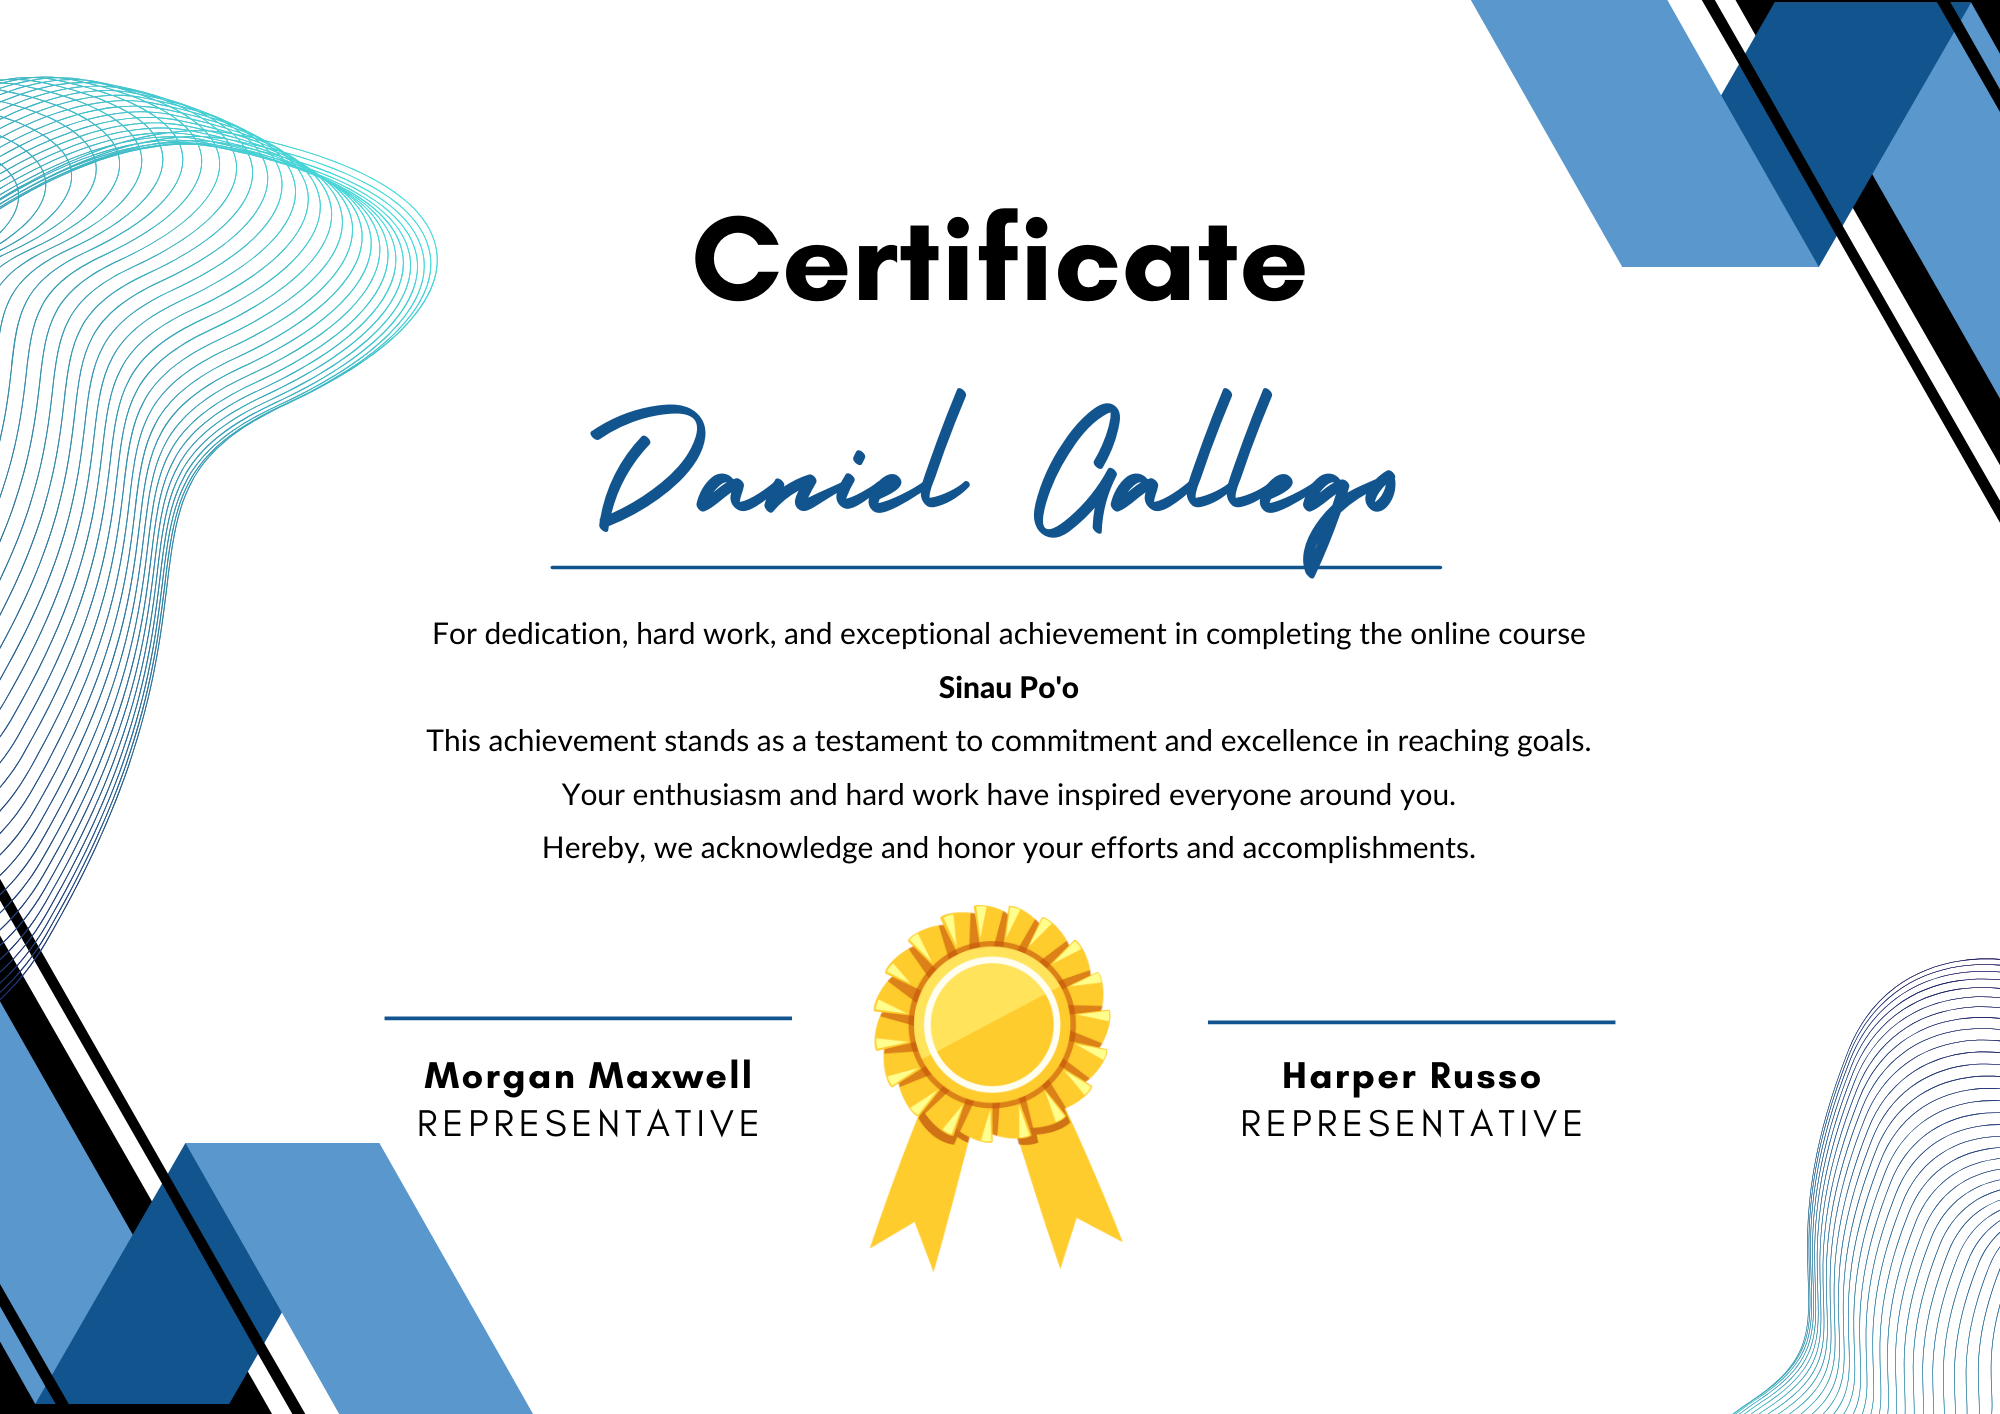 Certificate
Daniel Gallego
For dedication, hard work, and exceptional achievement in completing the online course
Sinau Po'o
This achievement stands as a testament to commitment and excellence in reaching goals.
Your enthusiasm and hard work have inspired everyone around you.
Hereby, we acknowledge and honor your efforts and accomplishments.
Morgan Maxwell
REPRESENTATIVE
Harper Russo
REPRESENTATIVE